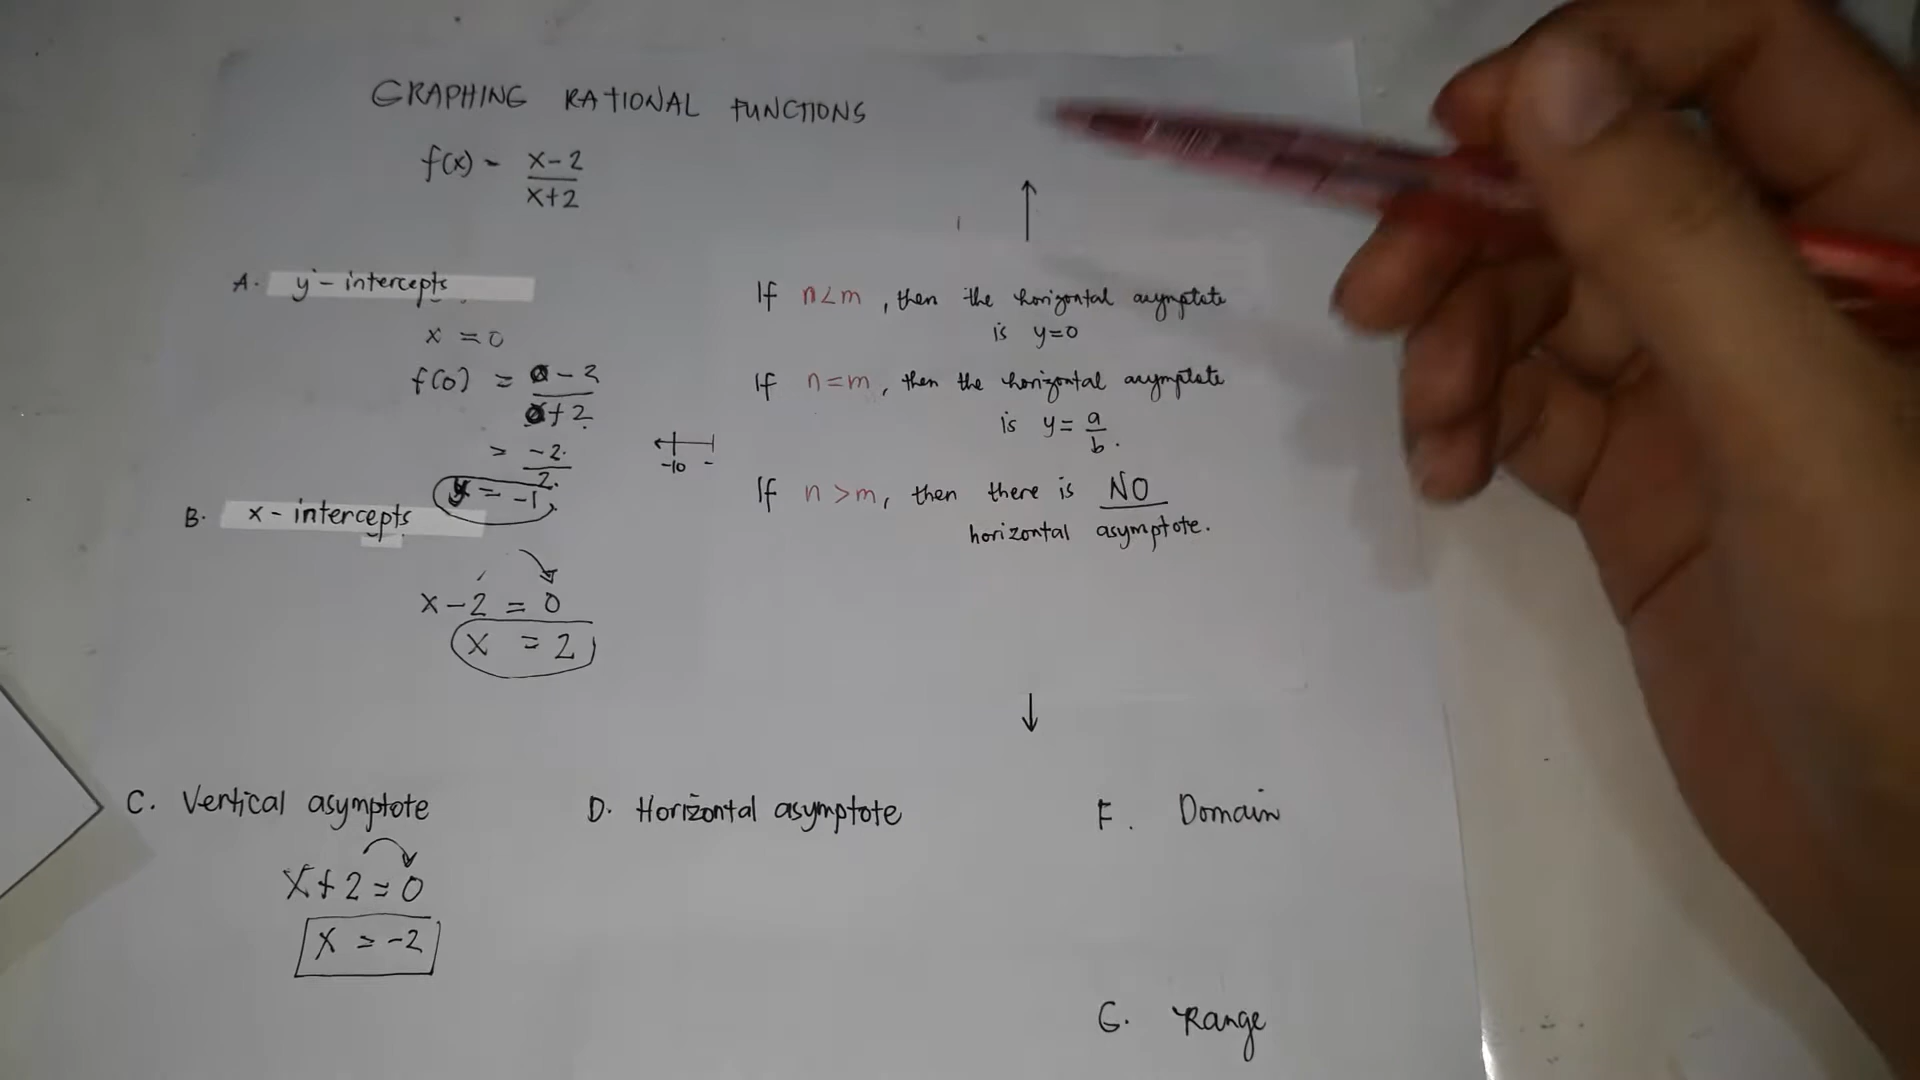 GRAPHING RATIONAL FUNCTIONS
f(x) = x-2
x+2
A. y - intercepts
x = 0
f(0) = 0 - 2
0 + 2
= -2
2
y = -1
B. x - intercepts
x - 2 = 0
x = 2
-10 -
If n<m, then the horizontal asymptote
is y=0
If n=m, then the horizontal asymptote
is y= a
b.
If n >m, then there is NO
horizontal asymptote.
C. Vertical asymptote
x + 2 = 0
x = -2
D. Horizontal asymptote
F. Domain
G. Range